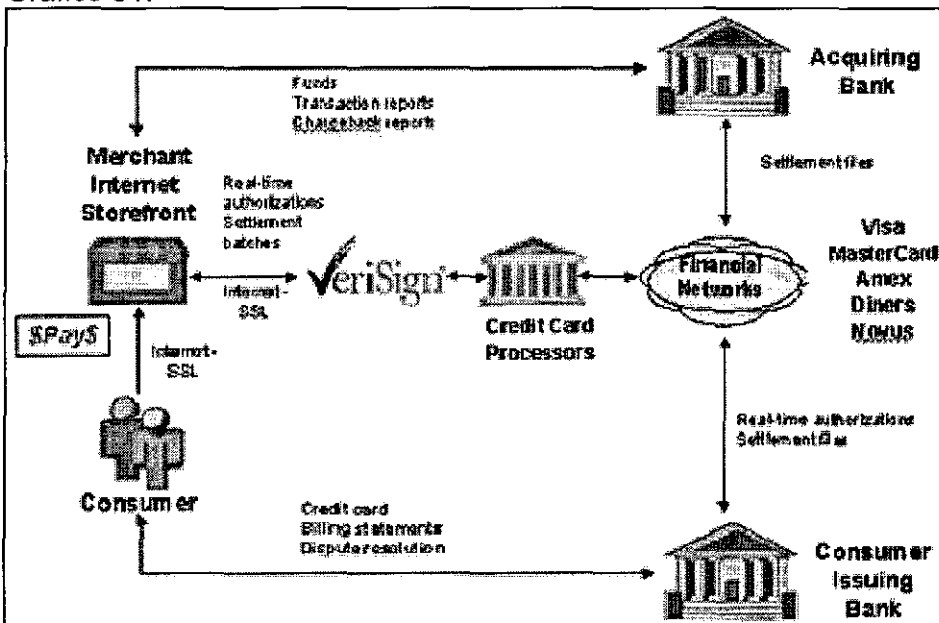 Acquiring
Bank
Funds
Transaction reports
Chargeback reports
Settlement files
Merchant
Internet
Storefront
Real-time
authorizations
Settlement
batches
VeriSign
Internet-
SSL
Financial
Networks
Credit Card
Processors
Visa
MasterCard
Amex
Diners
Novus
$Pay$
Internet-
SSL
Consumer
Real-time authorizations
Settlement files
Credit card
Billing statements
Dispute resolution
Consumer
Issuing
Bank